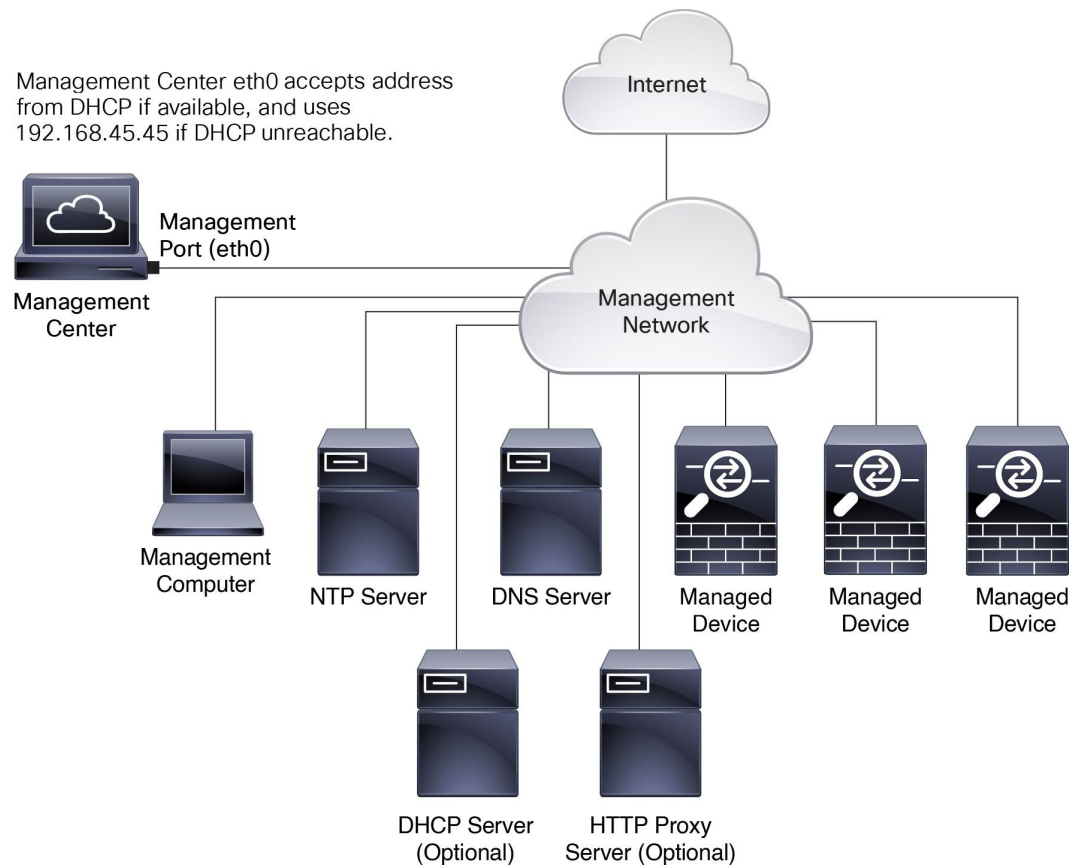 Internet
Management Center eth0 accepts address
from DHCP if available, and uses
192.168.45.45 if DHCP unreachable.
Management
Port (eth0)
Management
Center
Management
Network
Management
Computer
NTP Server
DNS Server
Managed
Device
Managed
Device
Managed
Device
DHCP Server
(Optional)
HTTP Proxy
Server (Optional)